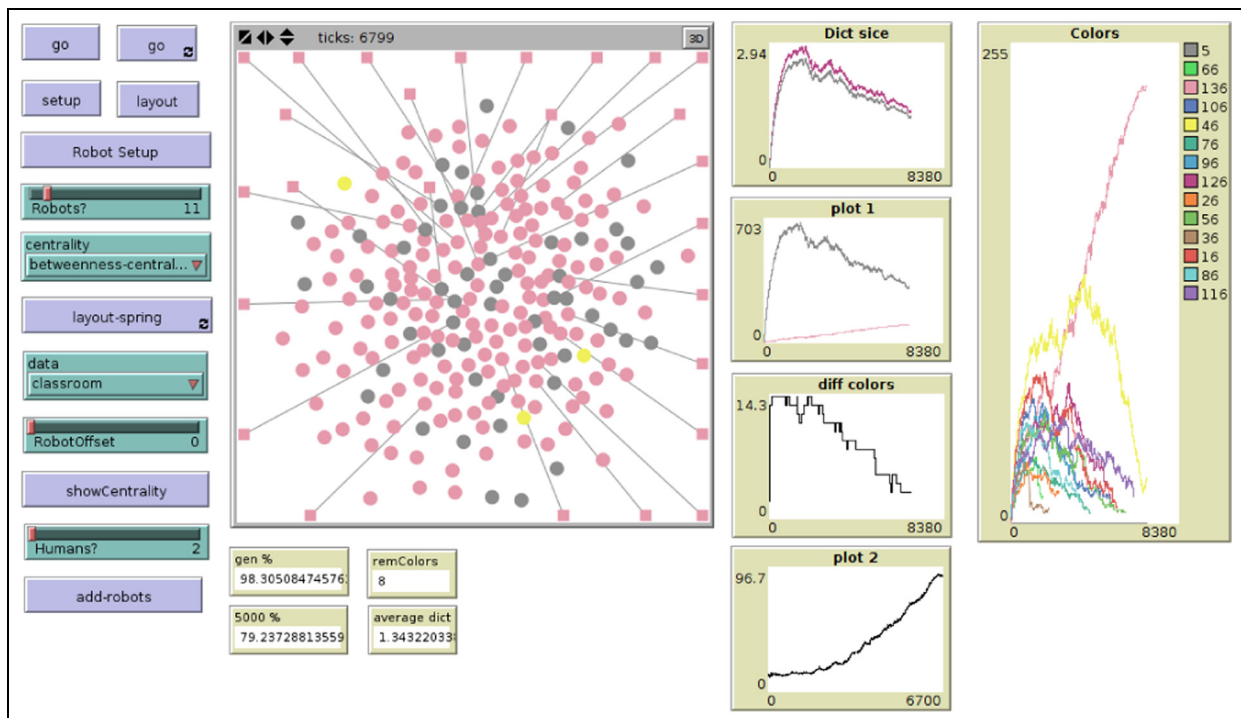 go
go
setup
layout
Robot Setup
Robots?
11
centrality
betweenness-central...
layout-spring
data
classroom
RobotOffset
0
showCentrality
Humans?
2
add-robots
ticks: 6799
3D
gen %
98.30508474576
remColors
8
5000 %
79.23728813559
average dict
1.34322033
Dict sice
2.94
0
0
8380
plot 1
703
0
0
8380
diff colors
14.3
0
0
8380
plot 2
96.7
0
0
6700
Colors
255
0
0
8380
5
66
136
106
46
76
96
126
26
56
36
16
86
116